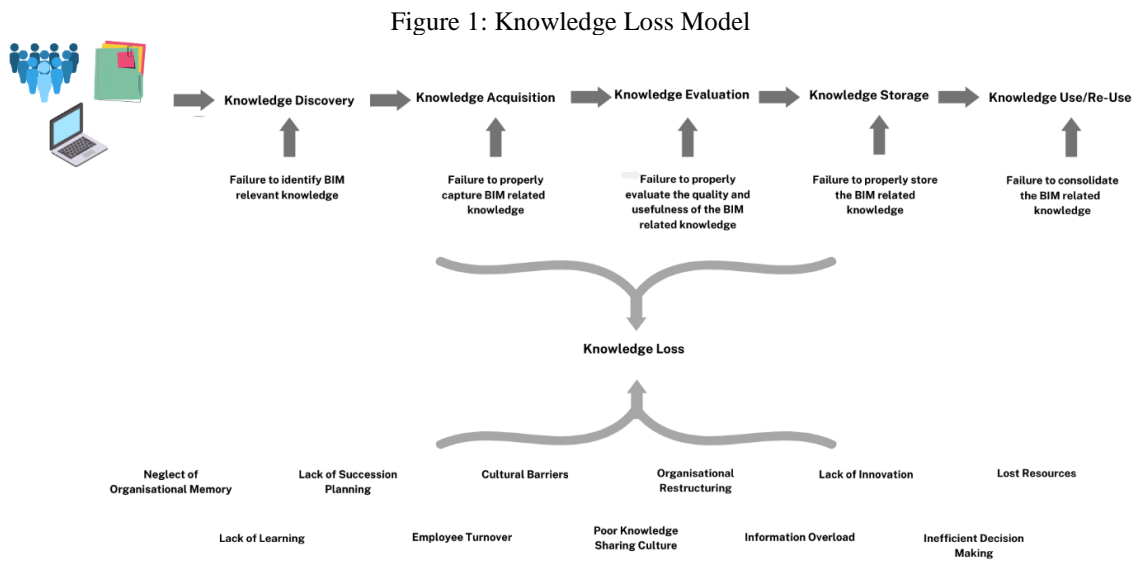 Figure 1: Knowledge Loss Model
Knowledge Discovery
Knowledge Acquisition
Knowledge Evaluation
Knowledge Storage
Knowledge Use/Re-Use
Failure to identify BIM
relevant knowledge
Failure to properly
capture BIM related
knowledge
Failure to properly
evaluate the quality and
usefulness of the BIM
related knowledge
Failure to properly store
the BIM related
knowledge
Failure to consolidate
the BIM related
knowledge
Knowledge Loss
Neglect of
Organisational Memory
Lack of Succession
Planning
Cultural Barriers
Organisational
Restructuring
Lack of Innovation
Lost Resources
Lack of Learning
Employee Turnover
Poor Knowledge
Sharing Culture
Information Overload
Inefficient Decision
Making